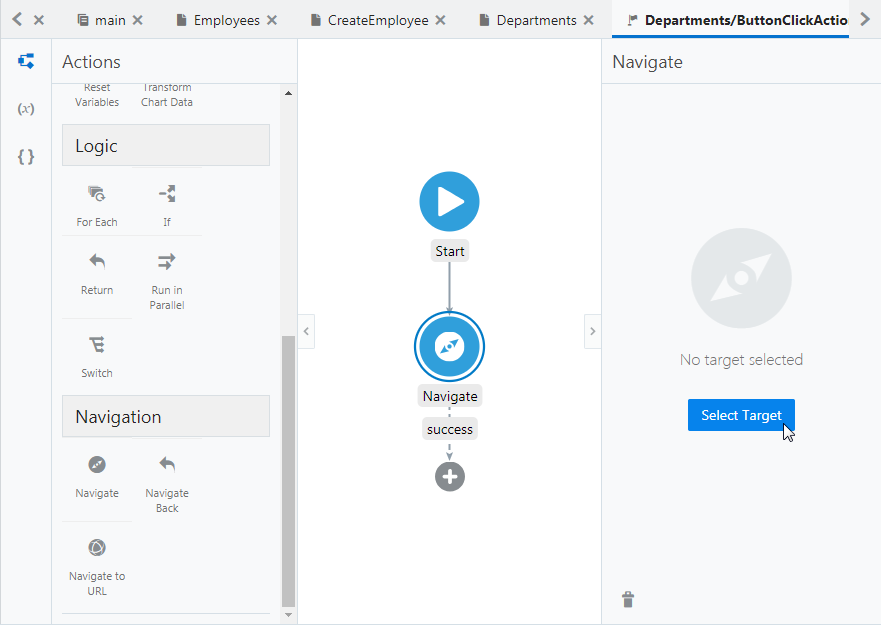 main
Employees
CreateEmployee
Departments
Departments/ButtonClickActio
Actions
Navigate
(x)
{ }
Reset
Variables
Transform
Chart Data
Logic
For Each
If
Return
Run in
Parallel
Switch
Navigation
Navigate
Navigate
Back
Navigate to
URL
Start
Navigate
success
No target selected
Select Target